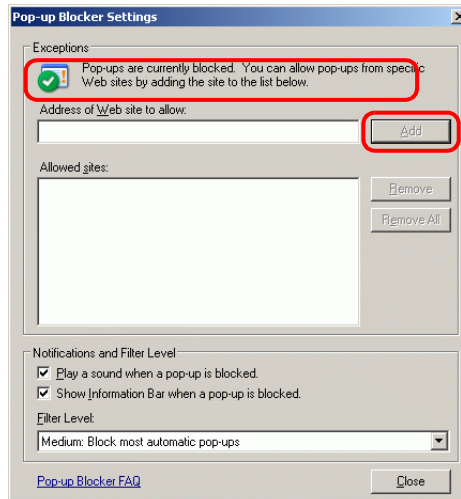 Pop-up Blocker Settings
Exceptions
Pop-ups are currently blocked. You can allow pop-ups from specific
Web sites by adding the site to the list below.
Address of Web site to allow:
Add
Allowed sites:
Remove
Remove All
Notifications and Filter Level
Play a sound when a pop-up is blocked.
Show Information Bar when a pop-up is blocked.
Filter Level:
Medium: Block most automatic pop-ups
Pop-up Blocker FAQ
Close